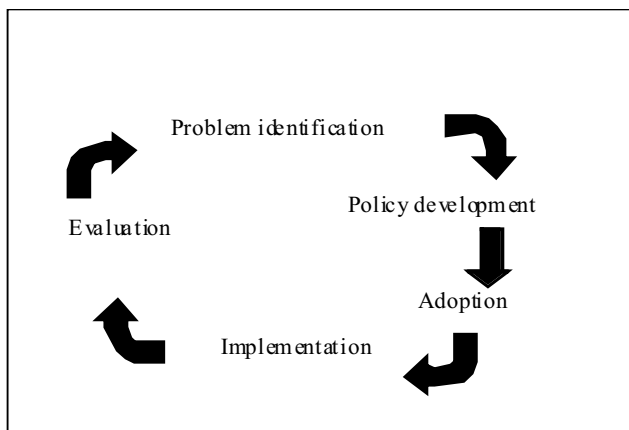 Problem identification
Policy development
Evaluation
Adoption
Implementation